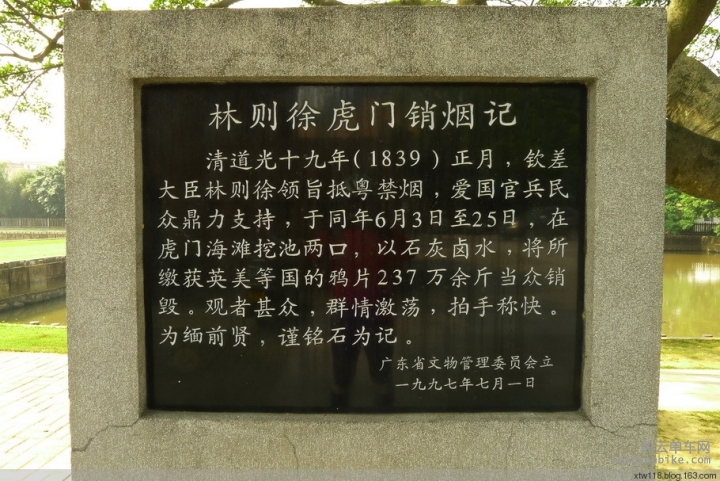 林则徐虎门销烟记
清道光十九年(1839)正月，钦差
大臣林则徐领旨抵粤禁烟，爱国官兵民
众鼎力支持，于同年6月3日至25日，在
虎门海滩挖池两口，以石灰卤水，将所
缴获英美等国的鸦片237万余斤当众销
毁。观者甚众，群情激荡，拍手称快。
为缅前贤，谨铭石为记。
广东省文物管理委员会立
一九九七年七月一日
xtw118.blog.163.com